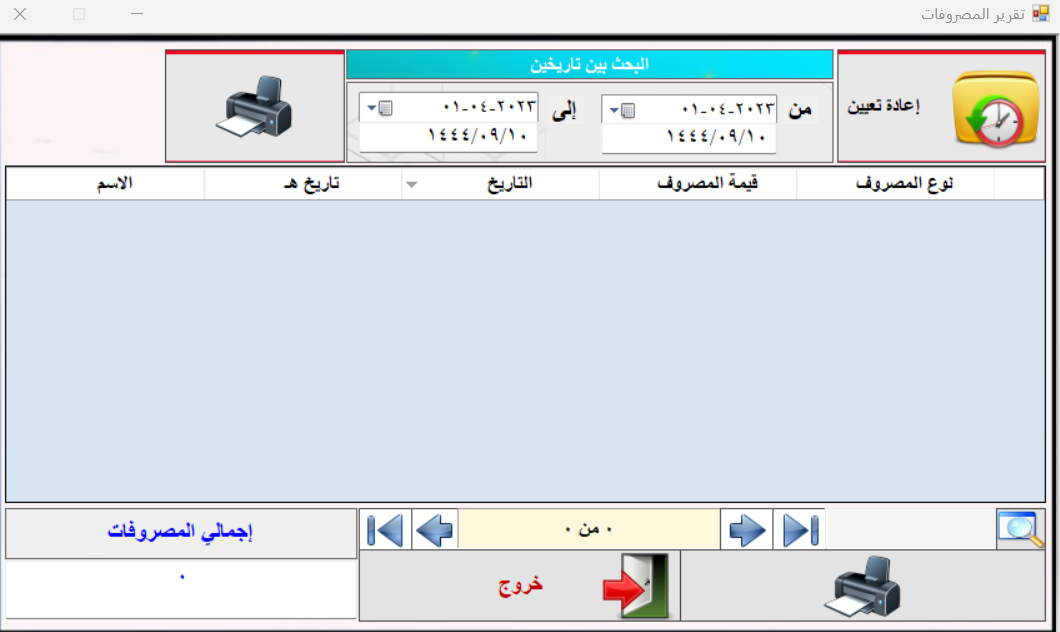 تقرير المصروفات
إعادة تعيين
البحث بين تاريخين
من
٠١-٠٤-٢٠٢٣
١٤٤٤/٠٩/١٠
إلى
٠١-٠٤-٢٠٢٣
١٤٤٤/٠٩/١٠
نوع المصروف قيمة المصروف التاريخ تاريخ هـ الاسم
٠ من ٠
إجمالي المصروفات
٠
خروج